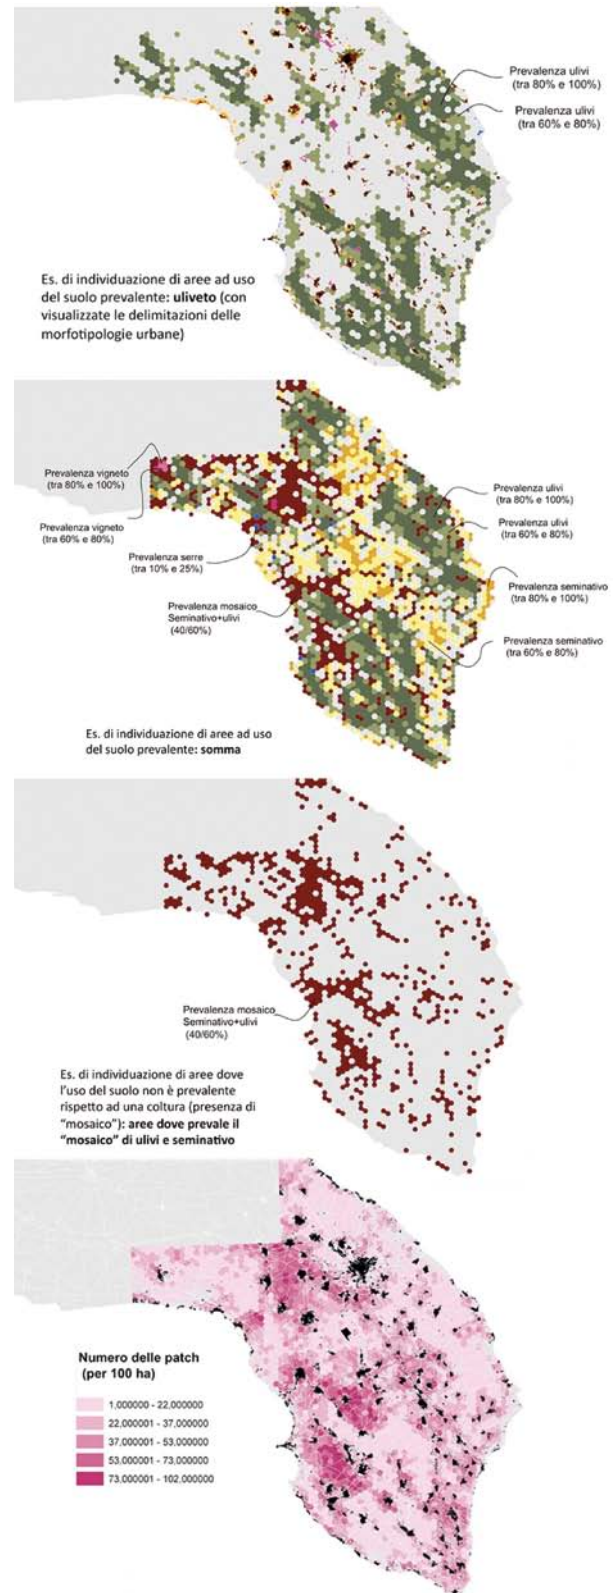 Prevalenza ulivi
(tra 80% e 100%)
Prevalenza ulivi
(tra 60% e 80%)
Es. di individuazione di aree ad uso
del suolo prevalente: uliveto (con
visualizzate le delimitazioni delle
morfotipologie urbane)
Prevalenza vigneto
(tra 80% e 100%)
Prevalenza vigneto
(tra 60% e 80%)
Prevalenza serre
(tra 10% e 25%)
Prevalenza mosaico
Seminativo+ulivi
(40/60%)
Prevalenza ulivi
(tra 80% e 100%)
Prevalenza ulivi
(tra 60% e 80%)
Prevalenza seminativo
(tra 80% e 100%)
Prevalenza seminativo
(tra 60% e 80%)
Es. di individuazione di aree ad uso
del suolo prevalente: somma
Prevalenza mosaico
Seminativo+ulivi
(40/60%)
Es. di individuazione di aree dove
l'uso del suolo non è prevalente
rispetto ad una coltura (presenza di
"mosaico"): aree dove prevale il
"mosaico" di ulivi e seminativo
Numero delle patch
(per 100 ha)
1,000000 - 22,000000
22,000001 - 37,000000
37,000001 - 53,000000
53,000001 - 73,000000
73,000001 - 102,000000